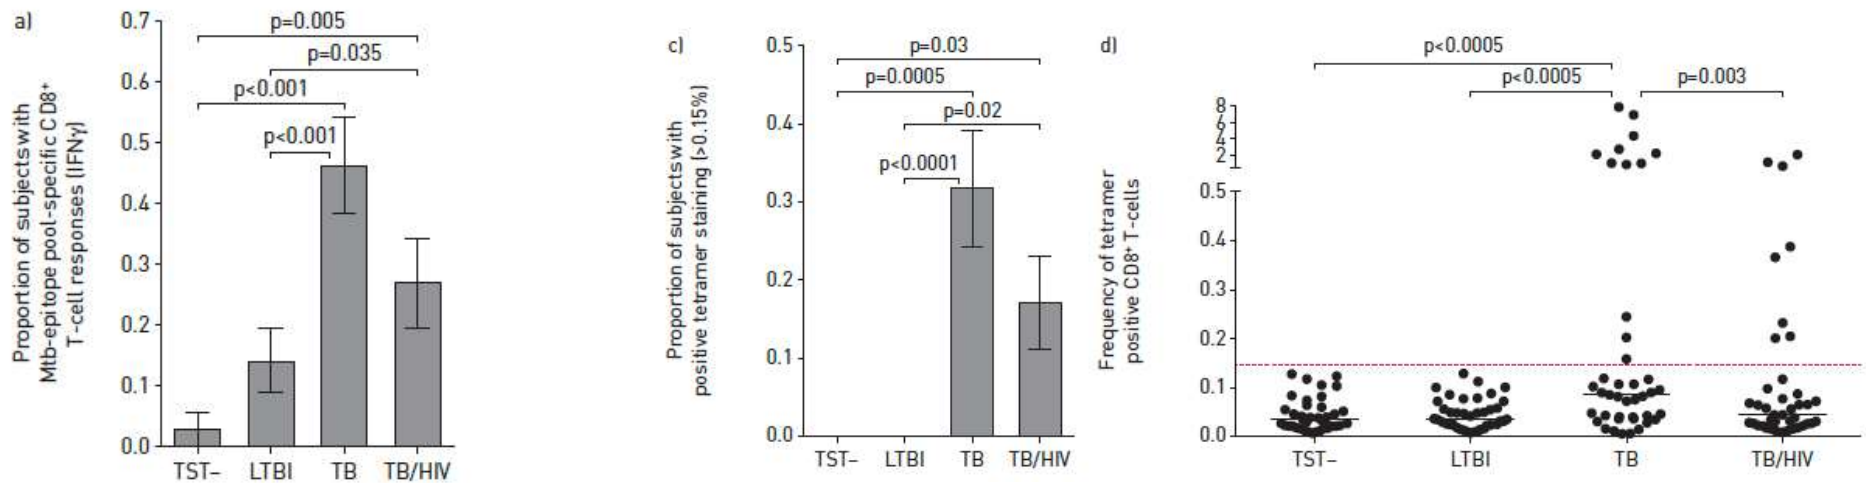 a)
Proportion of subjects with
Mtb-epitope pool-specific CD8⁺
T-cell responses (IFNγ)
0.7
0.6
0.5
0.4
0.3
0.2
0.1
0.0
p=0.005
p=0.035
p<0.001
p<0.001
TST– LTBI TB TB/HIV
c)
Proportion of subjects with
positive tetramer staining (>0.15%)
0.5
0.4
0.3
0.2
0.1
0.0
p=0.03
p=0.0005
p=0.02
p<0.0001
TST– LTBI TB TB/HIV
d)
Frequency of tetramer
positive CD8⁺ T-cells
8
6
4
2
0.5
0.4
0.3
0.2
0.1
0.0
p<0.0005
p<0.0005 p=0.003
TST– LTBI TB TB/HIV